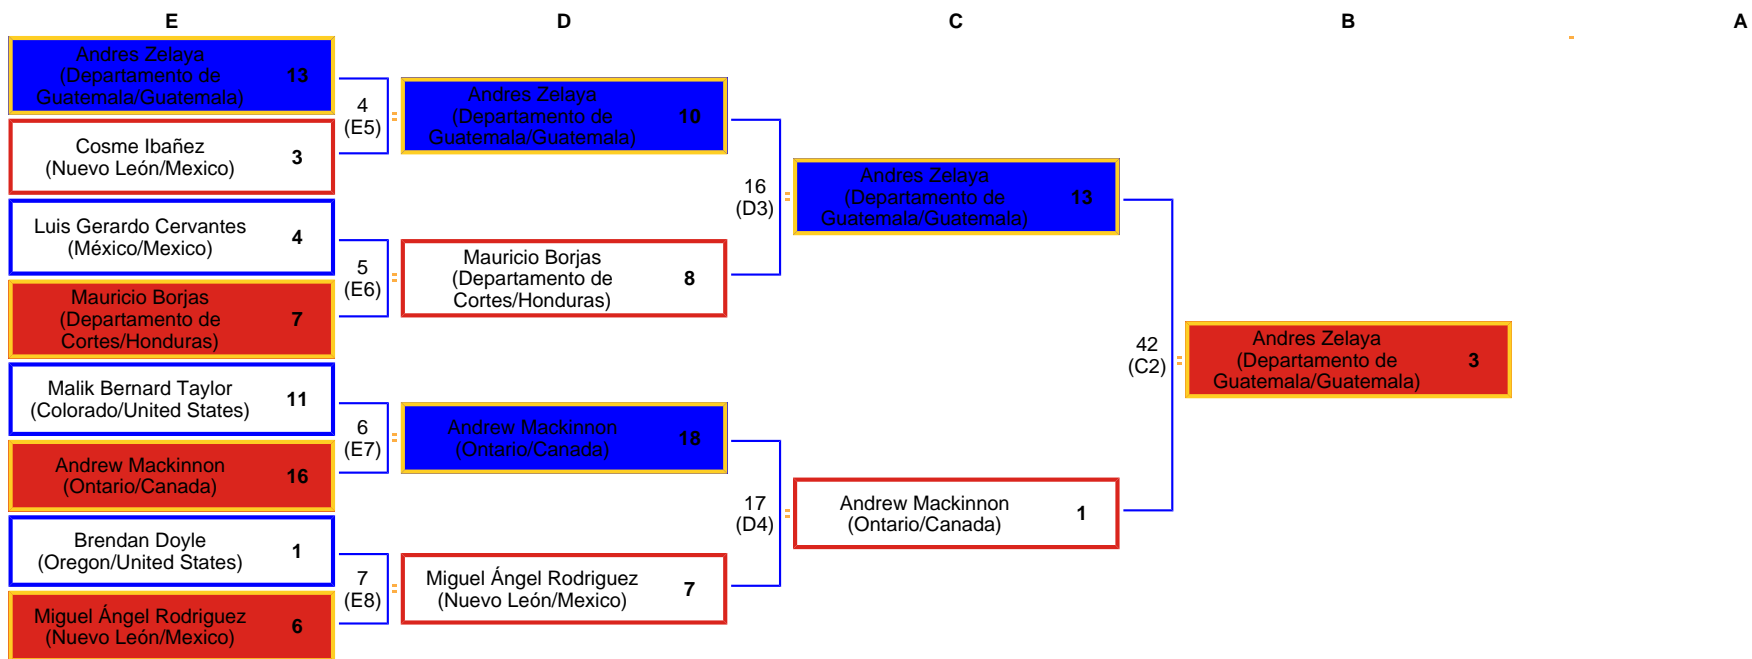 E D C B A
Andres Zelaya
(Departamento de
Guatemala/Guatemala)
13
Cosme Ibañez
(Nuevo León/Mexico)
3
4
(E5)
Luis Gerardo Cervantes
(México/Mexico)
4
Mauricio Borjas
(Departamento de
Cortes/Honduras)
7
5
(E6)
Malik Bernard Taylor
(Colorado/United States)
11
Andrew Mackinnon
(Ontario/Canada)
16
6
(E7)
Brendan Doyle
(Oregon/United States)
1
Miguel Ángel Rodriguez
(Nuevo León/Mexico)
6
7
(E8)
Andres Zelaya
(Departamento de
Guatemala/Guatemala)
10
Mauricio Borjas
(Departamento de
Cortes/Honduras)
8
16
(D3)
Andrew Mackinnon
(Ontario/Canada)
18
Miguel Ángel Rodriguez
(Nuevo León/Mexico)
7
17
(D4)
Andres Zelaya
(Departamento de
Guatemala/Guatemala)
13
Andrew Mackinnon
(Ontario/Canada)
1
42
(C2)
Andres Zelaya
(Departamento de
Guatemala/Guatemala)
3